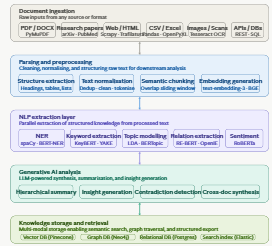 Document ingestion
Raw inputs from any source or format
PDF / DOCX Research papers Web / HTML CSV / Excel Images / Scans APIs / DBs
PyMuPDF arXiv · PubMed Scrapy · Trafilatura Pandas · OpenPyXL Tesseract OCR REST · SQL
Parsing and preprocessing
Cleaning, normalising, and structuring raw text for downstream analysis
Structure extraction Text normalisation Semantic chunking Embedding generation
Headings, tables, lists Dedup · clean · tokenise Overlap sliding window text-embedding-3 · BGE
NLP extraction layer
Parallel extraction of structured knowledge from processed text
NER Keyword extraction Topic modelling Relation extraction Sentiment
spaCy · BERT-NER KeyBERT · YAKE LDA · BERTopic RE-BERT · OpenIE RoBERTa
Generative AI analysis
LLM-powered synthesis, summarization, and insight generation
Hierarchical summary Insight generation Contradiction detection Cross-doc synthesis
Knowledge storage and retrieval
Multi-modal storage enabling semantic search, graph traversal, and structured export
Vector DB (Pinecone) Graph DB (Neo4j) Relational DB (Postgres) Search index (Elastic)